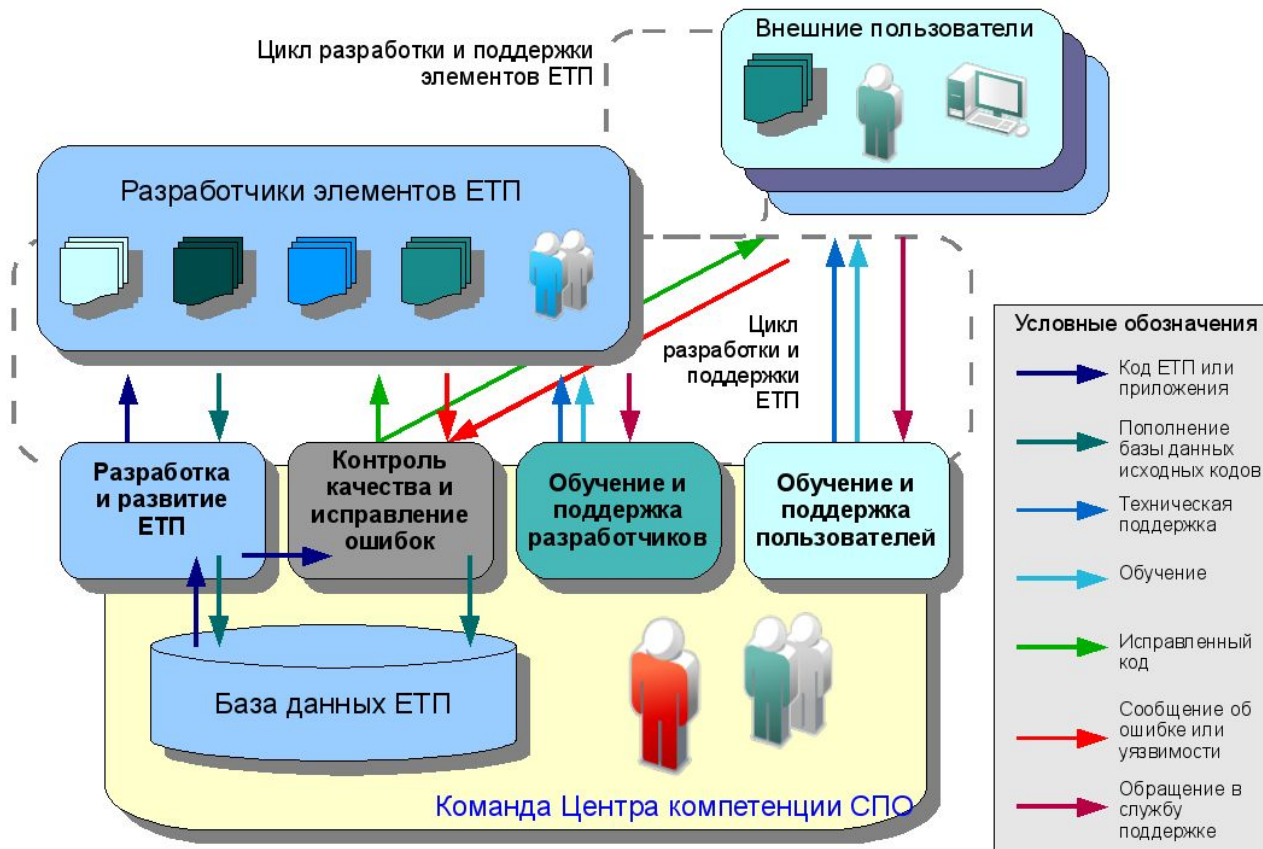 Цикл разработки и поддержки
элементов ЕТП
Внешние пользователи
Разработчики элементов ЕТП
Цикл
разработки и
поддержки
ЕТП
Разработка
и развитие
ЕТП
Контроль
качества и
исправление
ошибок
Обучение и
поддержка
разработчиков
Обучение и
поддержка
пользователей
База данных ЕТП
Команда Центра компетенции СПО
Условные обозначения
Код ЕТП или
приложения
Пополнение
базы данных
исходных кодов
Техническая
поддержка
Обучение
Исправленный
код
Сообщение об
ошибке или
уязвимости
Обращение в
службу
поддержке